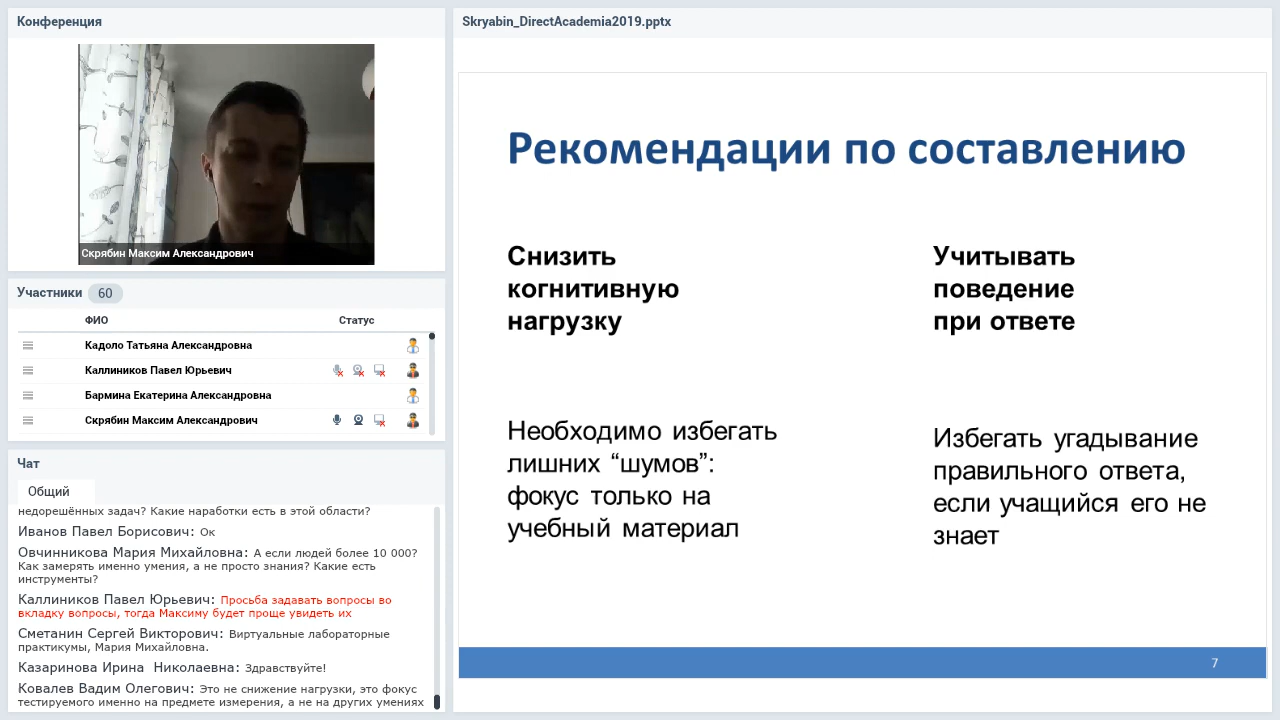 Конференция
Скрябин Максим Александрович
Участники 60
ФИО Статус
Кадоло Татьяна Александровна
Каллиников Павел Юрьевич
Бармина Екатерина Александровна
Скрябин Максим Александрович
Чат
Общий
недорешённых задач? Какие наработки есть в этой области?
Иванов Павел Борисович: Ок
Овчинникова Мария Михайловна: А если людей более 10 000?
Как замерять именно умения, а не просто знания? Какие есть
инструменты?
Каллиников Павел Юрьевич: Просьба задавать вопросы во
вкладку вопросы, тогда Максиму будет проще увидеть их
Сметанин Сергей Викторович: Виртуальные лабораторные
практикумы, Мария Михайловна.
Казаринова Ирина Николаевна: Здравствуйте!
Ковалев Вадим Олегович: Это не снижение нагрузки, это фокус
тестируемого именно на предмете измерения, а не на других умениях
Skryabin_DirectAcademia2019.pptx
Рекомендации по составлению
Снизить
когнитивную
нагрузку
Необходимо избегать
лишних “шумов”:
фокус только на
учебный материал
Учитывать
поведение
при ответе
Избегать угадывание
правильного ответа,
если учащийся его не
знает
7